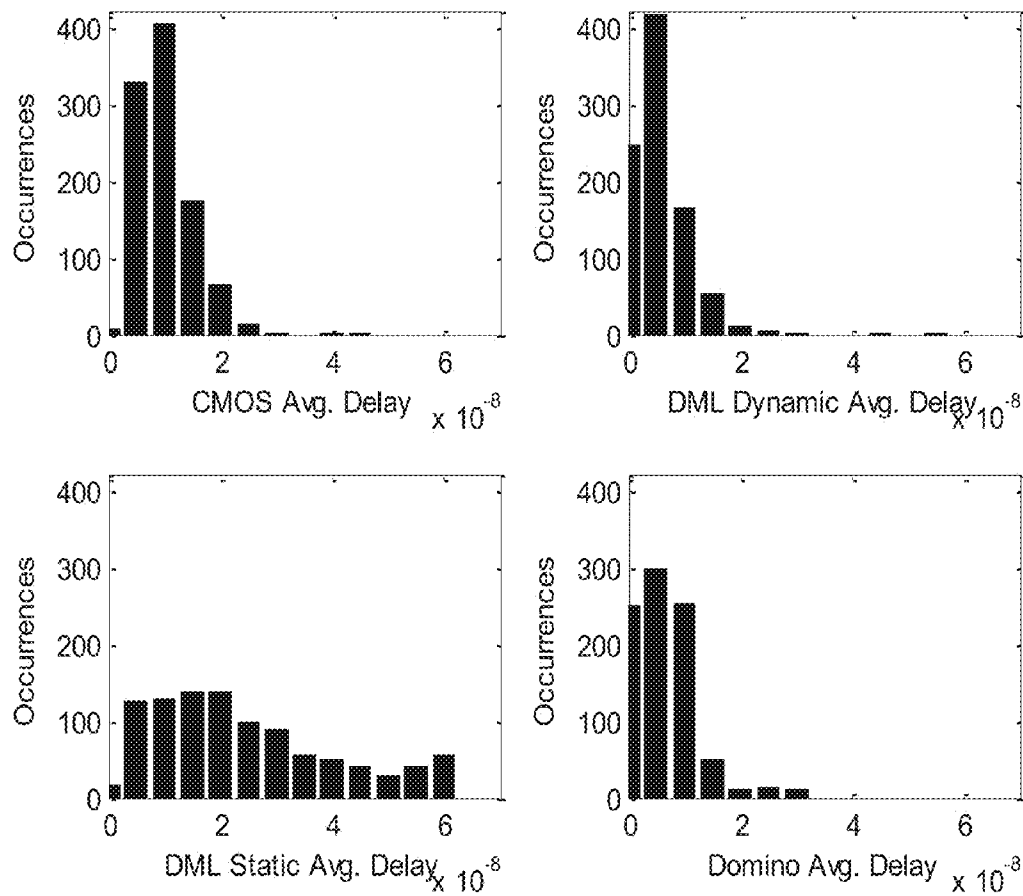 400
300
200
100
0
Occurrences
0 2 4 6
CMOS Avg. Delay
x 10-8
400
300
200
100
0
Occurrences
0 2 4 6
DML Dynamic Avg. Delay
x 10-8
400
300
200
100
0
Occurrences
0 2 4 6
DML Static Avg. Delay
x 10-8
400
300
200
100
0
Occurrences
0 2 4 6
Domino Avg. Delay
x 10-8